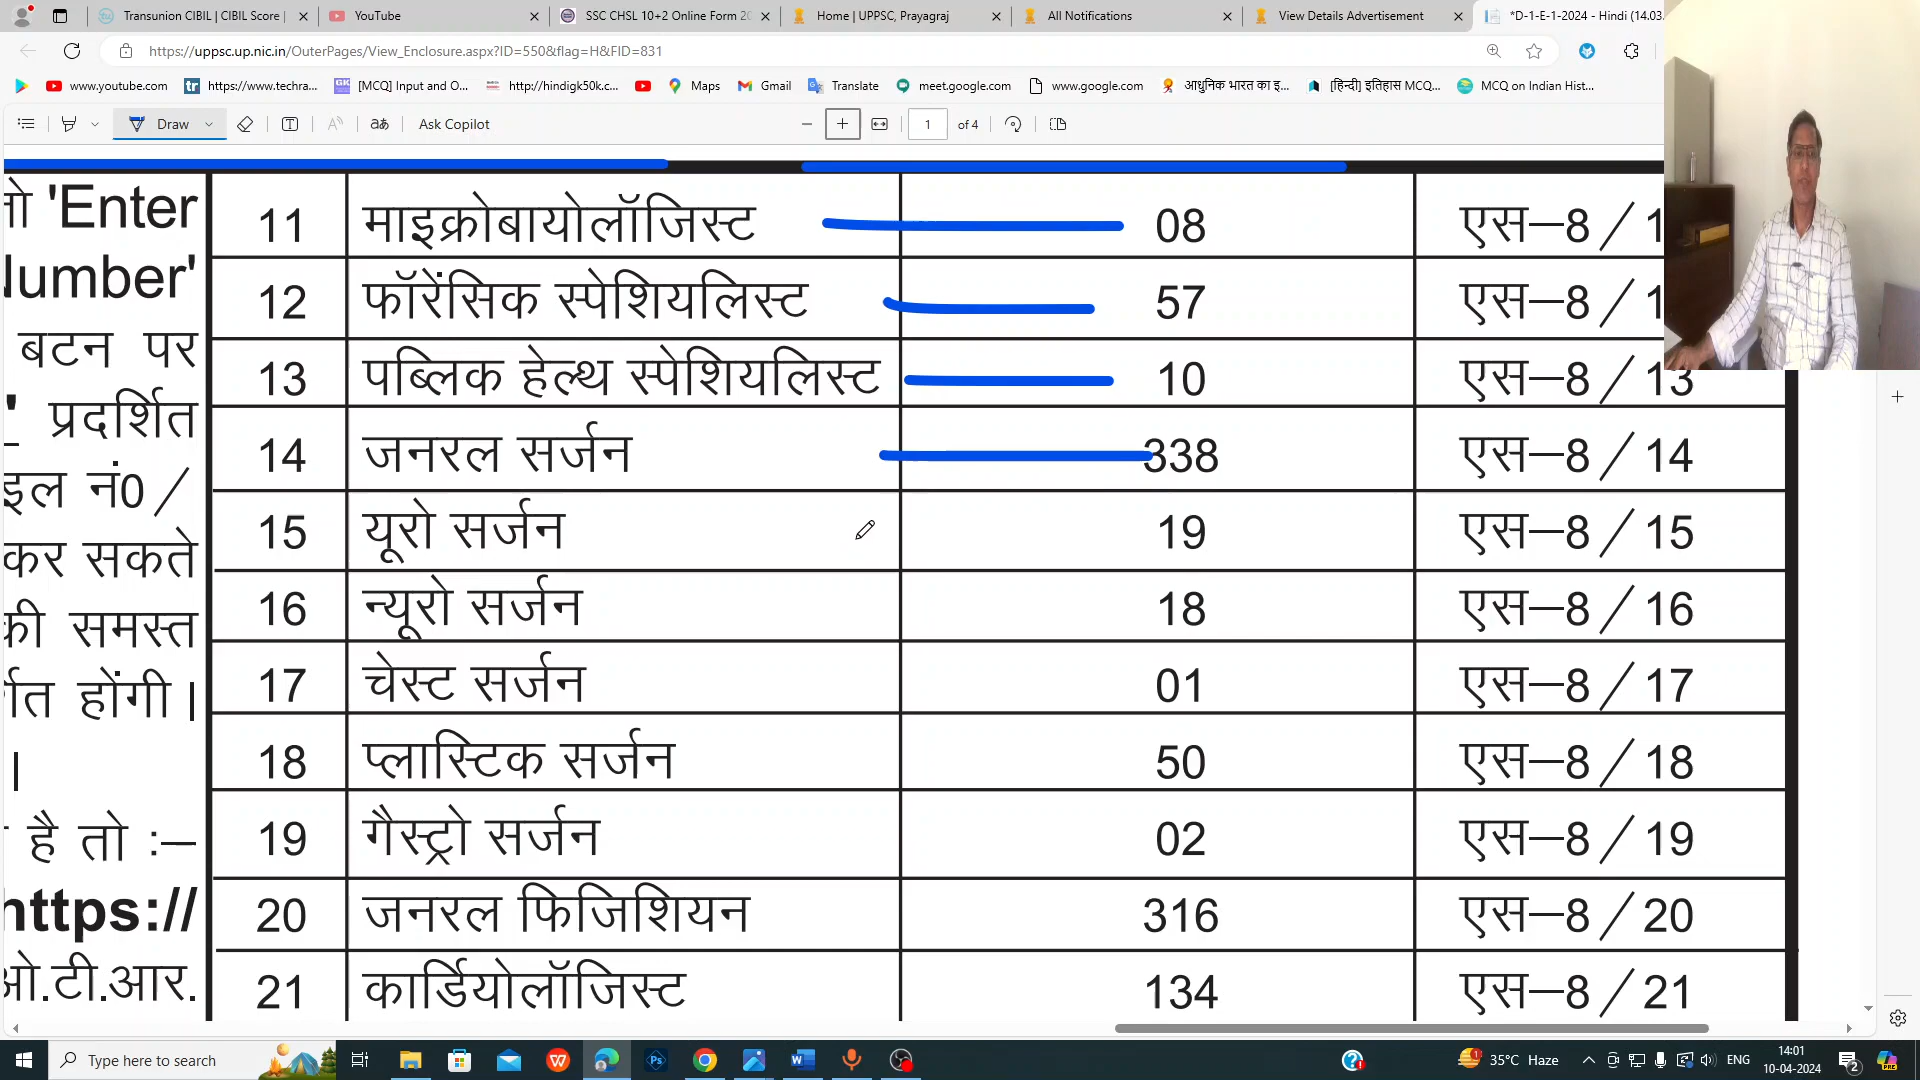 Transunion CIBIL | CIBIL Score |
YouTube
SSC CHSL 10+2 Online Form 20
Home | UPPSC, Prayagraj
All Notifications
View Details Advertisement
*D-1-E-1-2024 - Hindi (14.03.
https://uppsc.up.nic.in/OuterPages/View_Enclosure.aspx?ID=550&flag=H&FID=831
www.youtube.com
https://www.techra...
[MCQ] Input and O...
http://hindigk50k.c...
Maps
Gmail
Translate
meet.google.com
www.google.com
आधुनिक भारत का इ...
[हिन्दी] इतिहास MCQ...
MCQ on Indian Hist...
Draw
Ask Copilot
1 of 4
'Enter
Number'
बटन पर
प्रदर्शित
नं0/
कर सकते
की समस्त
होंगी।
।
है तो :–
https://
ओ.टी.आर.
11 माइक्रोबायोलॉजिस्ट 08 एस–8/1
12 फॉरेंसिक स्पेशियलिस्ट 57 एस–8/1
13 पब्लिक हेल्थ स्पेशियलिस्ट 10 एस–8/13
14 जनरल सर्जन 338 एस–8/14
15 यूरो सर्जन 19 एस–8/15
16 न्यूरो सर्जन 18 एस–8/16
17 चेस्ट सर्जन 01 एस–8/17
18 प्लास्टिक सर्जन 50 एस–8/18
19 गैस्ट्रो सर्जन 02 एस–8/19
20 जनरल फिजिशियन 316 एस–8/20
21 कार्डियोलॉजिस्ट 134 एस–8/21
Type here to search
35°C Haze
ENG
14:01
10-04-2024
2